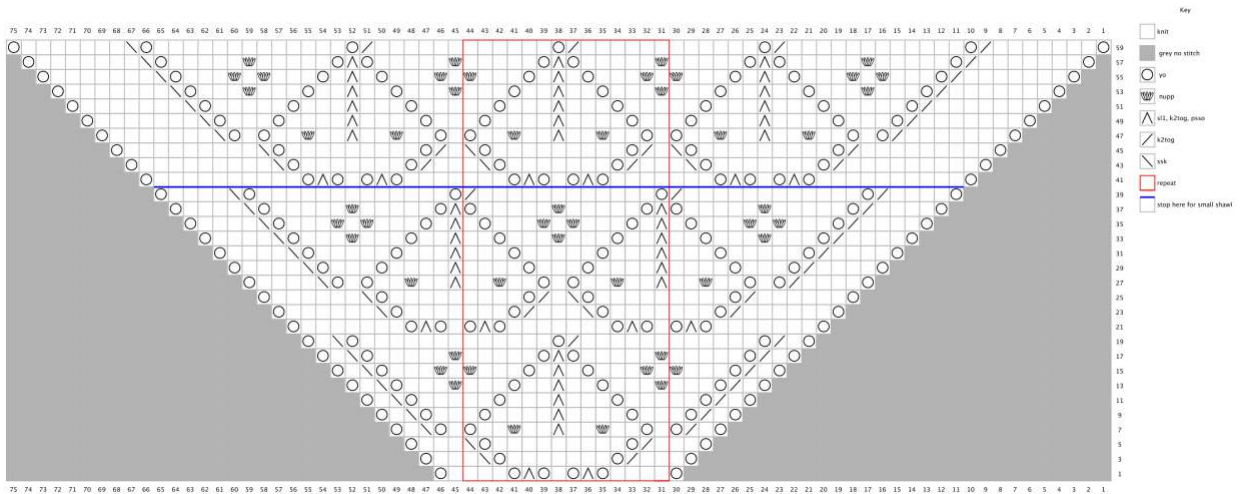 Key
75 74 73 72 71 70 69 68 67 66 65 64 63 62 61 60 59 58 57 56 55 54 53 52 51 50 49 48 47 46 45 44 43 42 41 40 39 38 37 36 35 34 33 32 31 30 29 28 27 26 25 24 23 22 21 20 19 18 17 16 15 14 13 12 11 10 9 8 7 6 5 4 3 2 1
knit
grey no stitch
yo
nupp
sl1, k2tog, psso
k2tog
ssk
repeat
stop here for small shawl
59
57
55
53
51
49
47
45
43
41
39
37
35
33
31
29
27
25
23
21
19
17
15
13
11
9
7
5
3
1
75 74 73 72 71 70 69 68 67 66 65 64 63 62 61 60 59 58 57 56 55 54 53 52 51 50 49 48 47 46 45 44 43 42 41 40 39 38 37 36 35 34 33 32 31 30 29 28 27 26 25 24 23 22 21 20 19 18 17 16 15 14 13 12 11 10 9 8 7 6 5 4 3 2 1